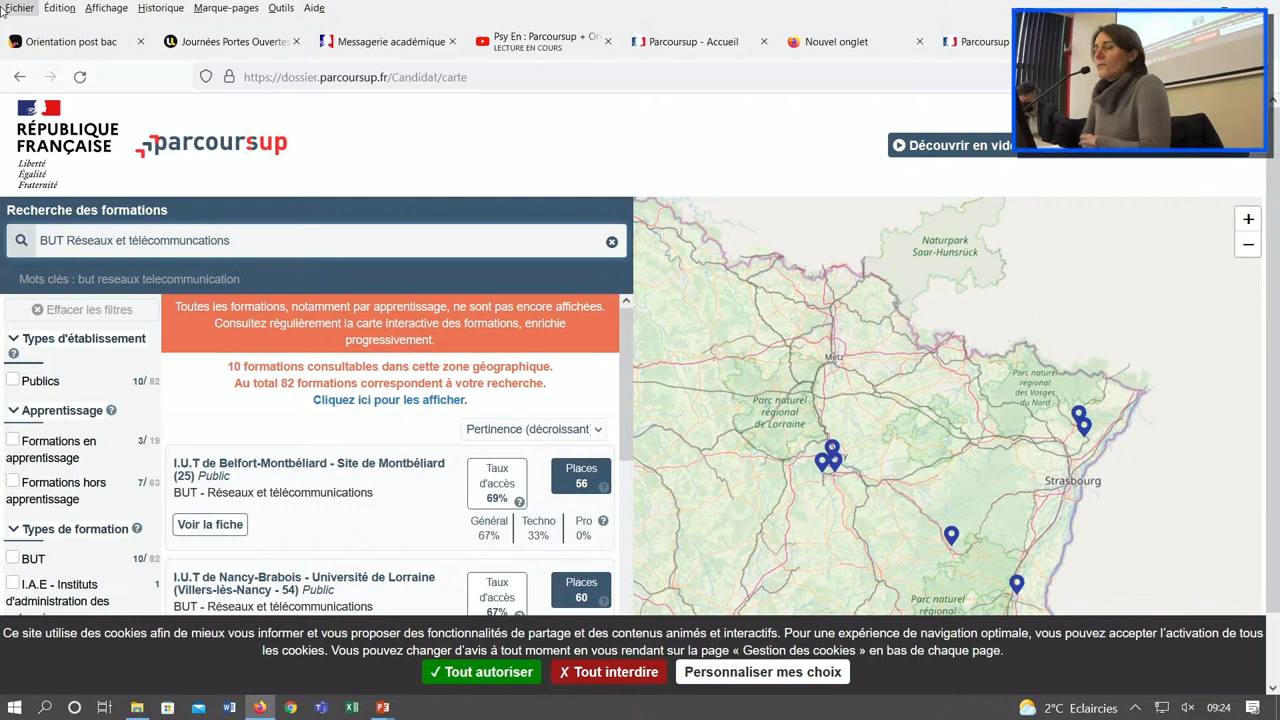 Fichier Édition Affichage Historique Marque-pages Outils Aide
Orientation post bac
Journées Portes Ouvertes
Messagerie académique
Psy En : Parcoursup + Or
LECTURE EN COURS
Parcoursup - Accueil
Nouvel onglet
Parcoursup
https://dossier.parcoursup.fr/Candidat/carte
RÉPUBLIQUE
FRANÇAISE
Liberté
Égalité
Fraternité
parcoursup
Découvrir en vidé
Recherche des formations
BUT Réseaux et télécommuncations
Mots clés : but reseaux telecommunication
Effacer les filtres
Types d'établissement
Publics 10/ 82
Apprentissage
Formations en
apprentissage 3/ 19
Formations hors
apprentissage 7/ 63
Types de formation
BUT 10/ 82
I.A.E - Instituts 1
d'administration des
Toutes les formations, notamment par apprentissage, ne sont pas encore affichées.
Consultez régulièrement la carte interactive des formations, enrichie
progressivement.
10 formations consultables dans cette zone géographique.
Au total 82 formations correspondent à votre recherche.
Cliquez ici pour les afficher.
Pertinence (décroissant)
I.U.T de Belfort-Montbéliard - Site de Montbéliard
(25) Public
BUT - Réseaux et télécommunications
Voir la fiche
Taux
d'accès
69%
Places
56
Général Techno Pro
67% 33% 0%
I.U.T de Nancy-Brabois - Université de Lorraine
(Villers-lès-Nancy - 54) Public
BUT - Réseaux et télécommunications
Taux
d'accès
67%
Places
60
Naturpark
Saar-Hunsrück
Metz
Parc naturel
régional
de Lorraine
Parc naturel
régional
des Vosges
du Nord
Strasbourg
Parc naturel
régional
+
−
Ce site utilise des cookies afin de mieux vous informer et vous proposer des fonctionnalités de partage et des contenus animés et interactifs. Pour une expérience de navigation optimale, vous pouvez accepter l'activation de tous
les cookies. Vous pouvez changer d'avis à tout moment en vous rendant sur la page « Gestion des cookies » en bas de chaque page.
✓ Tout autoriser
✗ Tout interdire
Personnaliser mes choix
2°C Eclaircies
09:24